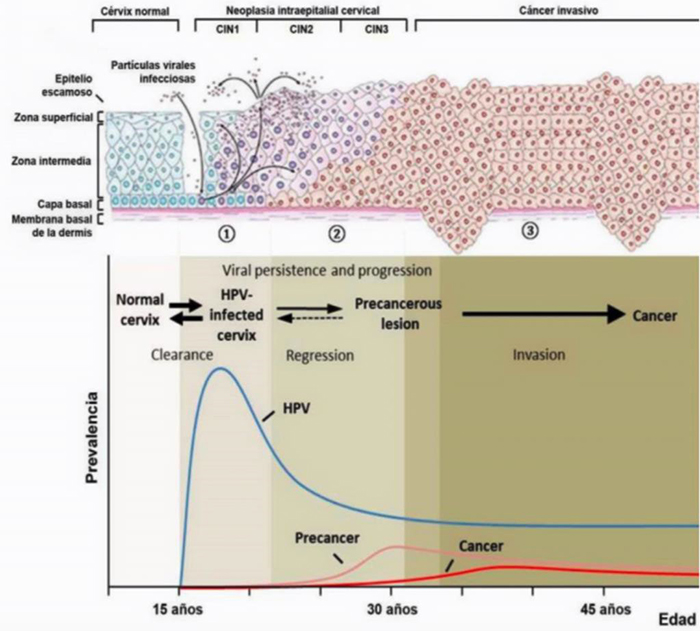 Cérvix normal
Neoplasia intraepitalial cervical
Cáncer invasivo
CIN1
CIN2
CIN3
Partículas virales
infecciosas
Epitelio
escamoso
Zona superficial
Zona intermedia
Capa basal
Membrana basal
de la dermis
①
②
③
Viral persistence and progression
Normal
cervix
HPV-
infected
cervix
Precancerous
lesion
Cancer
Clearance
Regression
Invasion
Prevalencia
HPV
Precancer
Cancer
15 años
30 años
45 años
Edad